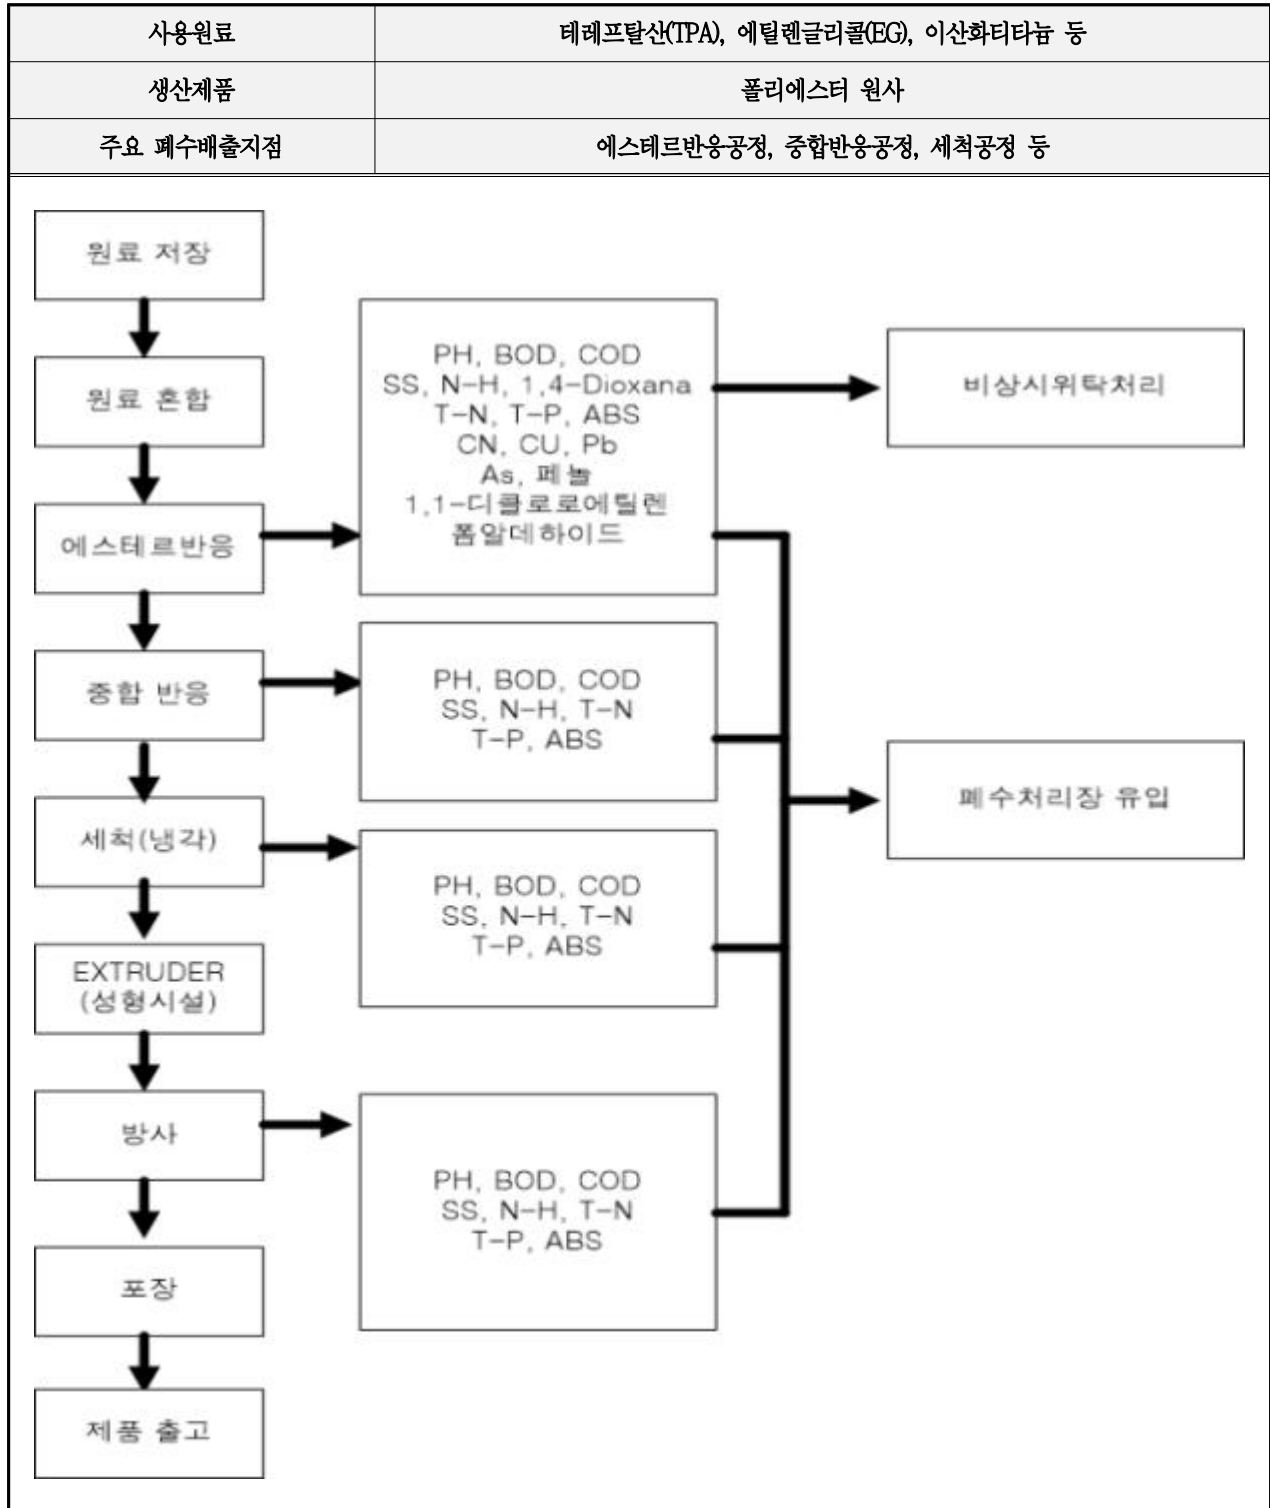 사용원료 테레프탈산(TPA), 에틸렌글리콜(EG), 이산화티타늄 등
생산제품 폴리에스터 원사
주요 폐수배출지점 에스테르반응공정, 중합반응공정, 세척공정 등
원료 저장
원료 혼합
에스테르반응
중합 반응
세척(냉각)
EXTRUDER
(성형시설)
방사
포장
제품 출고
PH, BOD, COD
SS, N-H, 1,4-Dioxana
T-N, T-P, ABS
CN, CU, Pb
As, 페놀
1,1-디클로로에틸렌
폼알데하이드
PH, BOD, COD
SS, N-H, T-N
T-P, ABS
PH, BOD, COD
SS, N-H, T-N
T-P, ABS
PH, BOD, COD
SS, N-H, T-N
T-P, ABS
비상시위탁처리
폐수처리장 유입